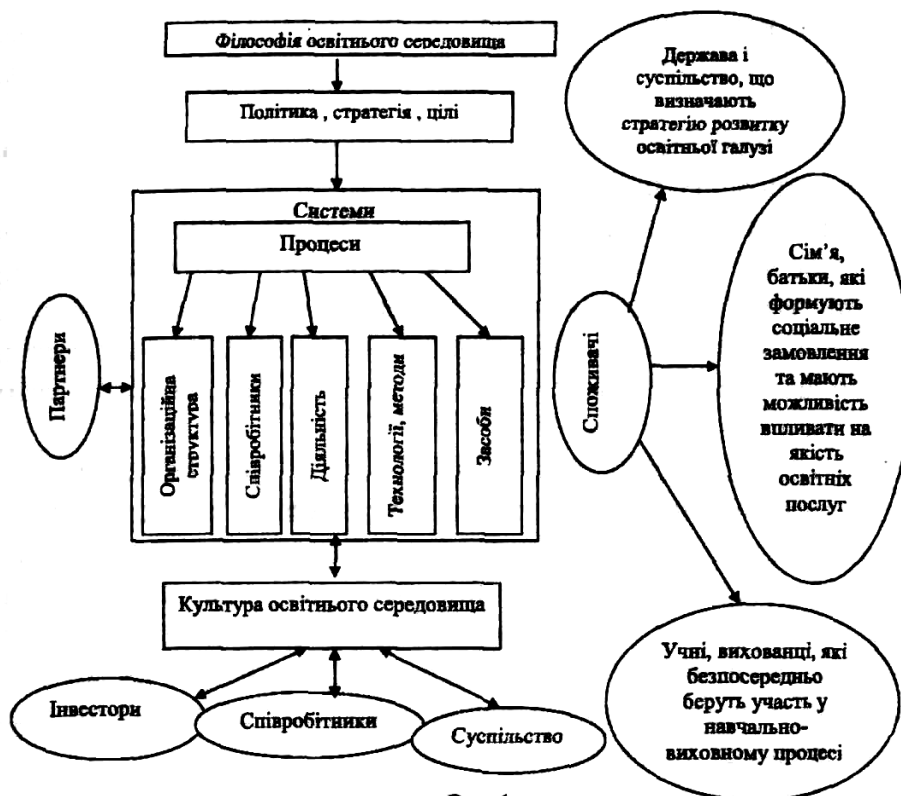 Філософія освітнього середовища
Політика , стратегія , цілі
Системи
Процеси
Організаційна
структура
Співробітники
Діяльність
Технології, методи
Засоби
Партнери
Культура освітнього середовища
Інвестори
Співробітники
Суспільство
Споживачі
Держава і
суспільство, що
визначають
стратегію розвитку
освітньої галузі
Сім’я,
батьки, які
формують
соціальне
замовлення
та мають
можливість
впливати на
якість
освітніх
послуг
Учні, вихованці, які
безпосередньо
беруть участь у
навчально-
виховному процесі